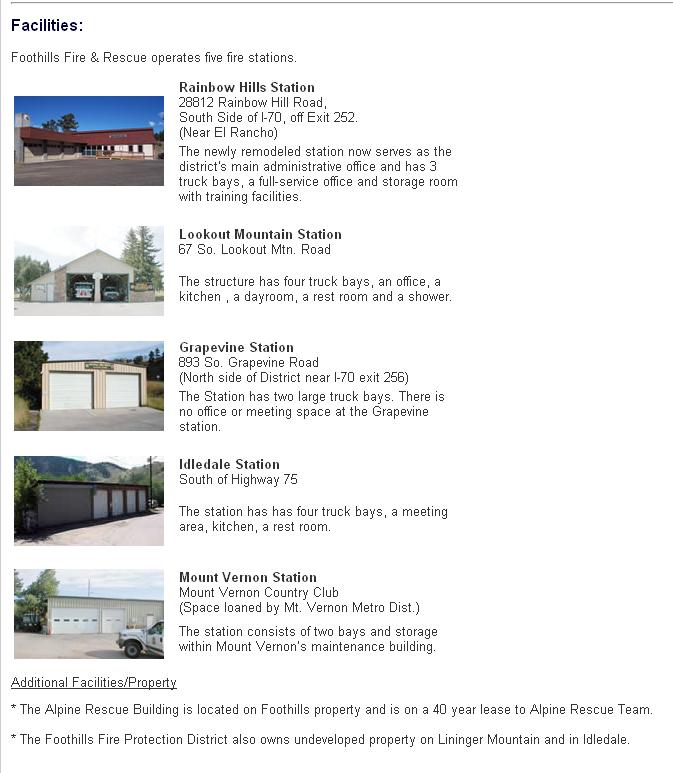 Facilities:
Foothills Fire & Rescue operates five fire stations.
Rainbow Hills Station
28812 Rainbow Hill Road,
South Side of I-70, off Exit 252.
(Near El Rancho)
The newly remodeled station now serves as the
district's main administrative office and has 3
truck bays, a full-service office and storage room
with training facilities.
Lookout Mountain Station
67 So. Lookout Mtn. Road
The structure has four truck bays, an office, a
kitchen , a dayroom, a rest room and a shower.
Grapevine Station
893 So. Grapevine Road
(North side of District near I-70 exit 256)
The Station has two large truck bays. There is
no office or meeting space at the Grapevine
station.
Idledale Station
South of Highway 75
The station has has four truck bays, a meeting
area, kitchen, a rest room.
Mount Vernon Station
Mount Vernon Country Club
(Space loaned by Mt. Vernon Metro Dist.)
The station consists of two bays and storage
within Mount Vernon's maintenance building.
Additional Facilities/Property
* The Alpine Rescue Building is located on Foothills property and is on a 40 year lease to Alpine Rescue Team.
* The Foothills Fire Protection District also owns undeveloped property on Lininger Mountain and in Idledale.